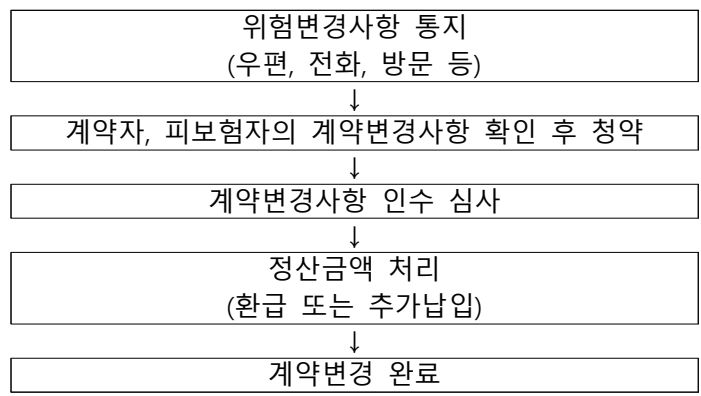 위험변경사항 통지
(우편, 전화, 방문 등)
↓
계약자, 피보험자의 계약변경사항 확인 후 청약
↓
계약변경사항 인수 심사
↓
정산금액 처리
(환급 또는 추가납입)
↓
계약변경 완료